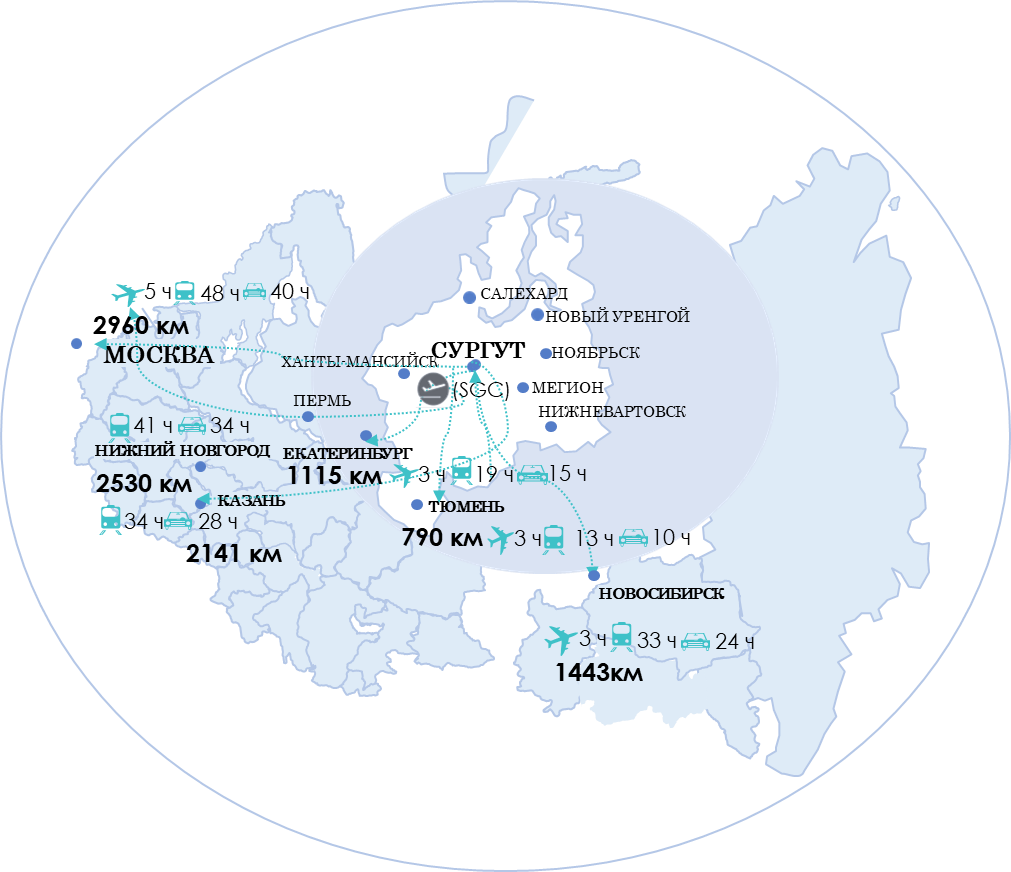 САЛЕХАРД
5 ч 48 ч 40 ч
НОВЫЙ УРЕНГОЙ
2960 км
МОСКВА
СУРГУТ
НОЯБРЬСК
ХАНТЫ-МАНСИЙСК
(SGC)
МЕГИОН
ПЕРМЬ
НИЖНЕВАРТОВСК
41 ч 34 ч
НИЖНИЙ НОВГОРОД
ЕКАТЕРИНБУРГ
2530 км
1115 км 3 ч 19 ч 15 ч
КАЗАНЬ
ТЮМЕНЬ
34 ч 28 ч
790 км 3 ч 13 ч 10 ч
2141 км
НОВОСИБИРСК
3 ч 33 ч 24 ч
1443км